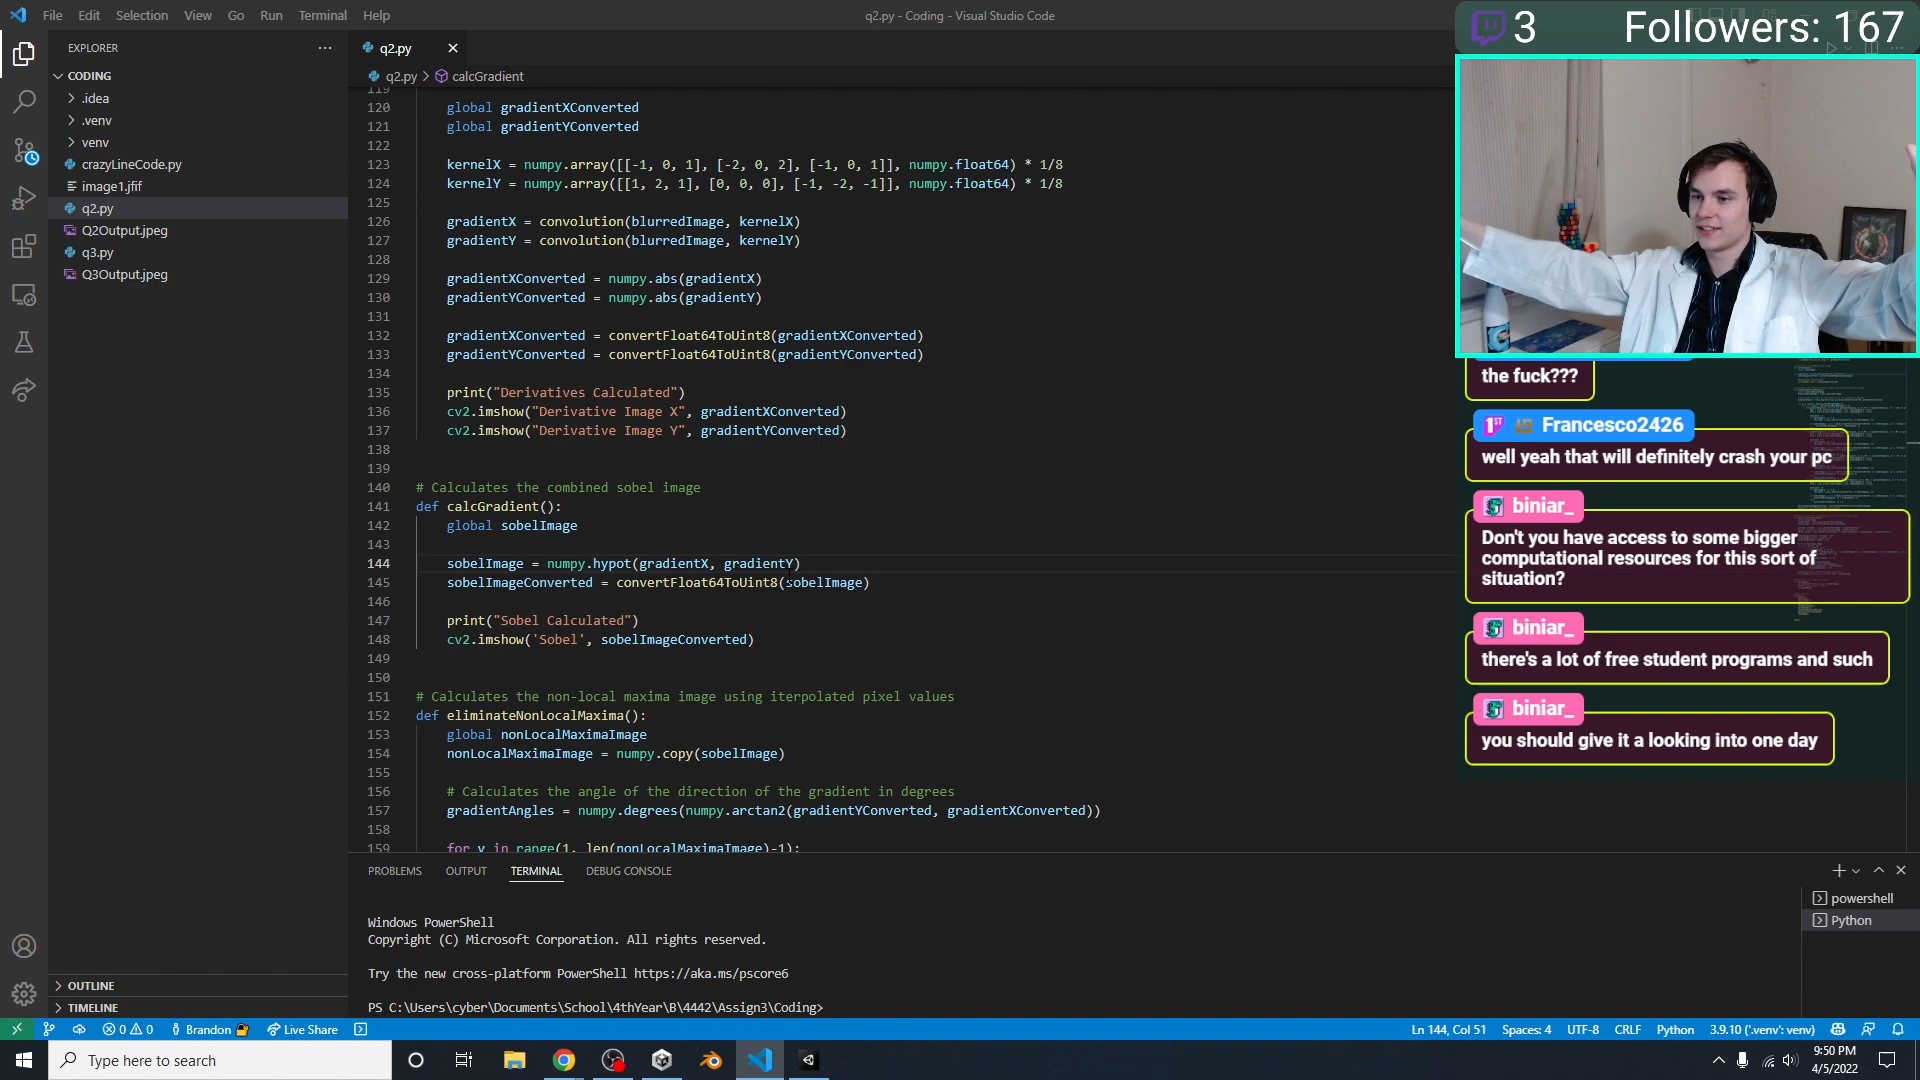 File Edit Selection View Go Run Terminal Help
q2.py - Coding - Visual Studio Code
3 Followers: 167
EXPLORER
CODING
.idea
.venv
venv
crazyLineCode.py
image1.jfif
q2.py
Q2Output.jpeg
q3.py
Q3Output.jpeg
OUTLINE
TIMELINE
q2.py
q2.py > calcGradient
119
120 global gradientXConverted
121 global gradientYConverted
122
123 kernelX = numpy.array([[-1, 0, 1], [-2, 0, 2], [-1, 0, 1]], numpy.float64) * 1/8
124 kernelY = numpy.array([[1, 2, 1], [0, 0, 0], [-1, -2, -1]], numpy.float64) * 1/8
125
126 gradientX = convolution(blurredImage, kernelX)
127 gradientY = convolution(blurredImage, kernelY)
128
129 gradientXConverted = numpy.abs(gradientX)
130 gradientYConverted = numpy.abs(gradientY)
131
132 gradientXConverted = convertFloat64ToUint8(gradientXConverted)
133 gradientYConverted = convertFloat64ToUint8(gradientYConverted)
134
135 print("Derivatives Calculated")
136 cv2.imshow("Derivative Image X", gradientXConverted)
137 cv2.imshow("Derivative Image Y", gradientYConverted)
138
139
140 # Calculates the combined sobel image
141 def calcGradient():
142 global sobelImage
143
144 sobelImage = numpy.hypot(gradientX, gradientY)
145 sobelImageConverted = convertFloat64ToUint8(sobelImage)
146
147 print("Sobel Calculated")
148 cv2.imshow('Sobel', sobelImageConverted)
149
150
151 # Calculates the non-local maxima image using iterpolated pixel values
152 def eliminateNonLocalMaxima():
153 global nonLocalMaximaImage
154 nonLocalMaximaImage = numpy.copy(sobelImage)
155
156 # Calculates the angle of the direction of the gradient in degrees
157 gradientAngles = numpy.degrees(numpy.arctan2(gradientYConverted, gradientXConverted))
158
159 for y in range(1, len(nonLocalMaximaImage)-1):
the fuck???
Francesco2426
well yeah that will definitely crash your pc
biniar_
Don't you have access to some bigger
computational resources for this sort of
situation?
biniar_
there's a lot of free student programs and such
biniar_
you should give it a looking into one day
PROBLEMS OUTPUT TERMINAL DEBUG CONSOLE
Windows PowerShell
Copyright (C) Microsoft Corporation. All rights reserved.
Try the new cross-platform PowerShell https://aka.ms/pscore6
PS C:\Users\cyber\Documents\School\4thYear\B\4442\Assign3\Coding>
powershell
Python
0 0 Brandon Live Share
Ln 144, Col 51 Spaces: 4 UTF-8 CRLF Python 3.9.10 ('.venv': venv)
Type here to search
9:50 PM
4/5/2022